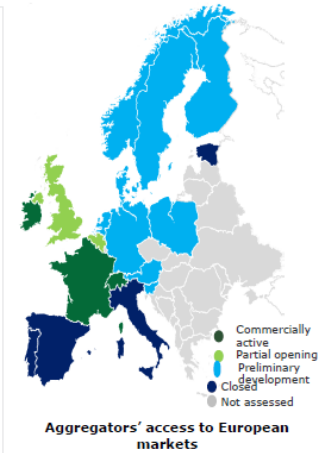 Commercially
active
Partial opening
Preliminary
development
Closed
Not assessed
Aggregators’ access to European
markets